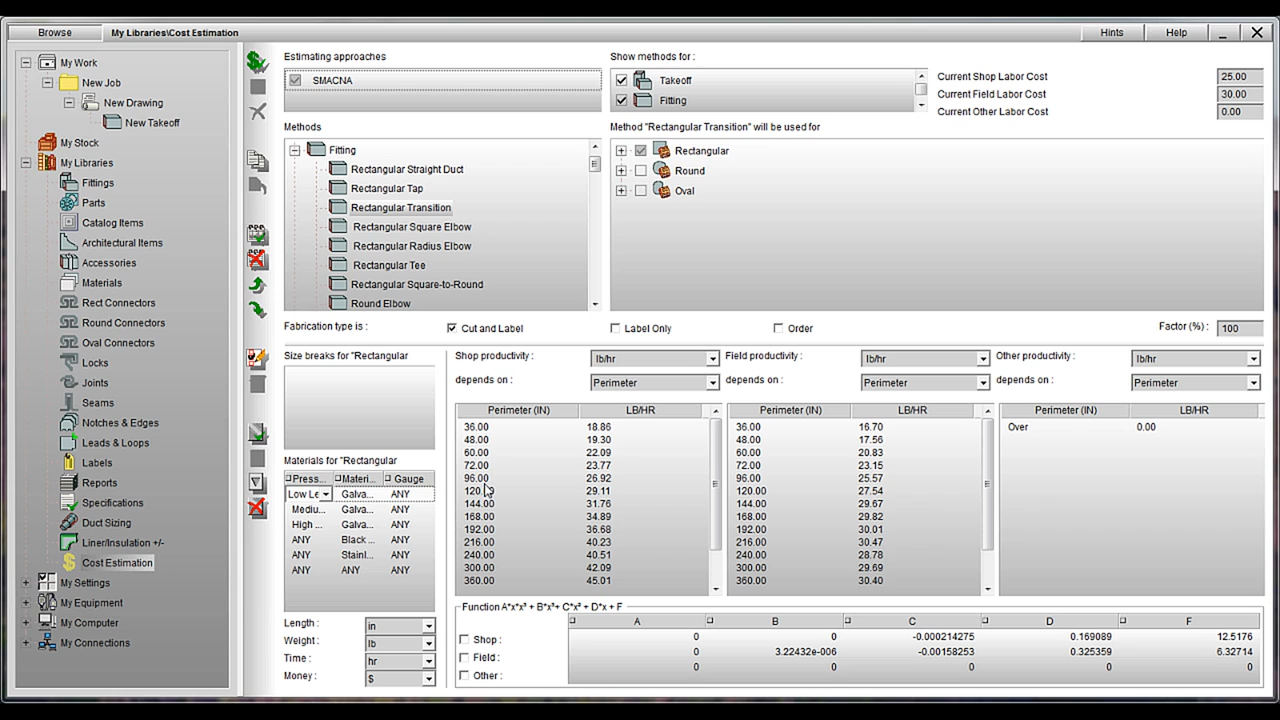 Browse
My Libraries\Cost Estimation
Hints
Help
My Work
New Job
New Drawing
New Takeoff
My Stock
My Libraries
Fittings
Parts
Catalog Items
Architectural Items
Accessories
Materials
Rect Connectors
Round Connectors
Oval Connectors
Locks
Joints
Seams
Notches & Edges
Leads & Loops
Labels
Reports
Specifications
Duct Sizing
Liner/Insulation +/-
Cost Estimation
My Settings
My Equipment
My Computer
My Connections
Estimating approaches
SMACNA
Show methods for :
Takeoff
Fitting
Current Shop Labor Cost 25.00
Current Field Labor Cost 30.00
Current Other Labor Cost 0.00
Methods
Fitting
Rectangular Straight Duct
Rectangular Tap
Rectangular Transition
Rectangular Square Elbow
Rectangular Radius Elbow
Rectangular Tee
Rectangular Square-to-Round
Round Elbow
Method "Rectangular Transition" will be used for
Rectangular
Round
Oval
Fabrication type is : Cut and Label Label Only Order Factor (%) : 100
Size breaks for "Rectangular
Materials for "Rectangular
Press... Materi... Gauge
Low Le Galva... ANY
Mediu... Galva... ANY
High ... Galva... ANY
ANY Black ... ANY
ANY Stainl... ANY
ANY ANY ANY
Length : in
Weight : lb
Time : hr
Money : $
Shop productivity : lb/hr
depends on : Perimeter
Perimeter (IN) LB/HR
36.00 18.86
48.00 19.30
60.00 22.09
72.00 23.77
96.00 26.92
120.00 29.11
144.00 31.76
168.00 34.89
192.00 36.68
216.00 40.23
240.00 40.51
300.00 42.09
360.00 45.01
Field productivity : lb/hr
depends on : Perimeter
Perimeter (IN) LB/HR
36.00 16.70
48.00 17.56
60.00 20.83
72.00 23.15
96.00 25.57
120.00 27.54
144.00 29.67
168.00 29.82
192.00 30.01
216.00 30.47
240.00 28.78
300.00 29.69
360.00 30.40
Other productivity : lb/hr
depends on : Perimeter
Perimeter (IN) LB/HR
Over 0.00
Function A*x*x³ + B*x³+ C*x² + D*x + F
A B C D F
Shop : 0 0 -0.000214275 0.169089 12.5176
Field : 0 3.22432e-006 -0.00158253 0.325359 6.32714
Other : 0 0 0 0 0